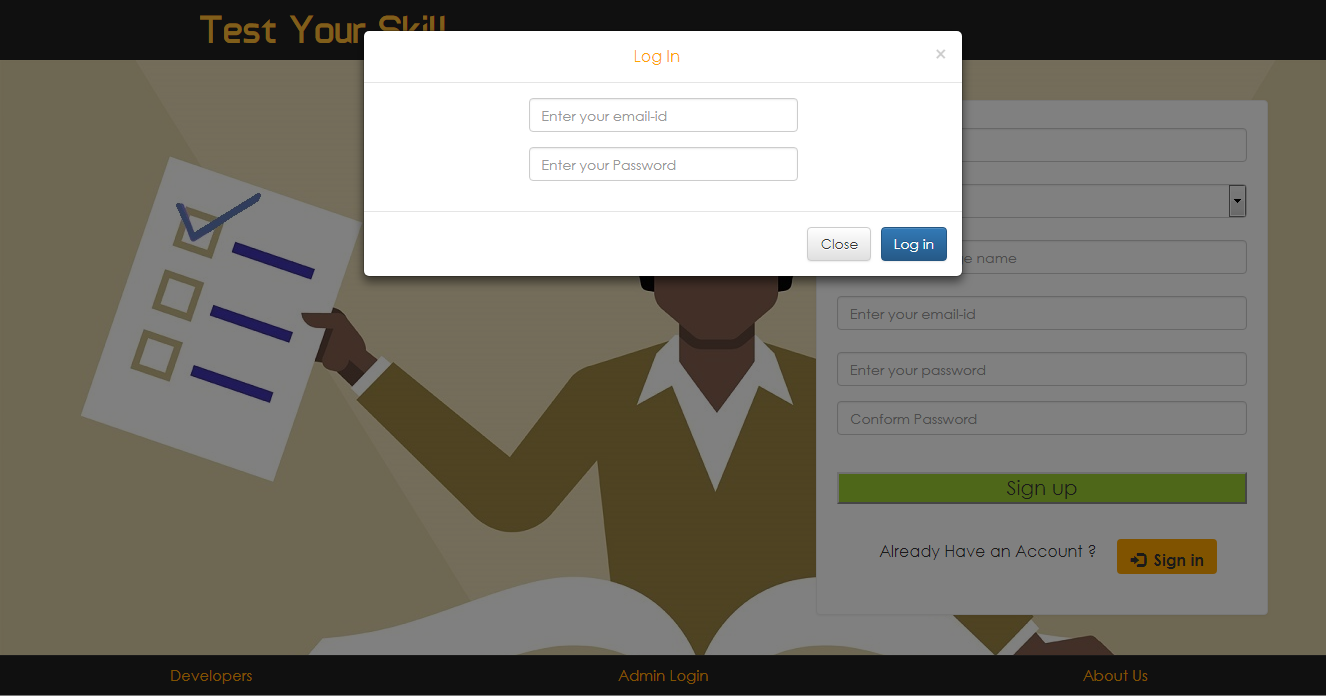 Test Your Skill
Log In
×
Enter your email-id
Enter your Password
Close
Log in
name
Enter your email-id
Enter your password
Conform Password
Sign up
Already Have an Account ?
Sign in
Developers
Admin Login
About Us